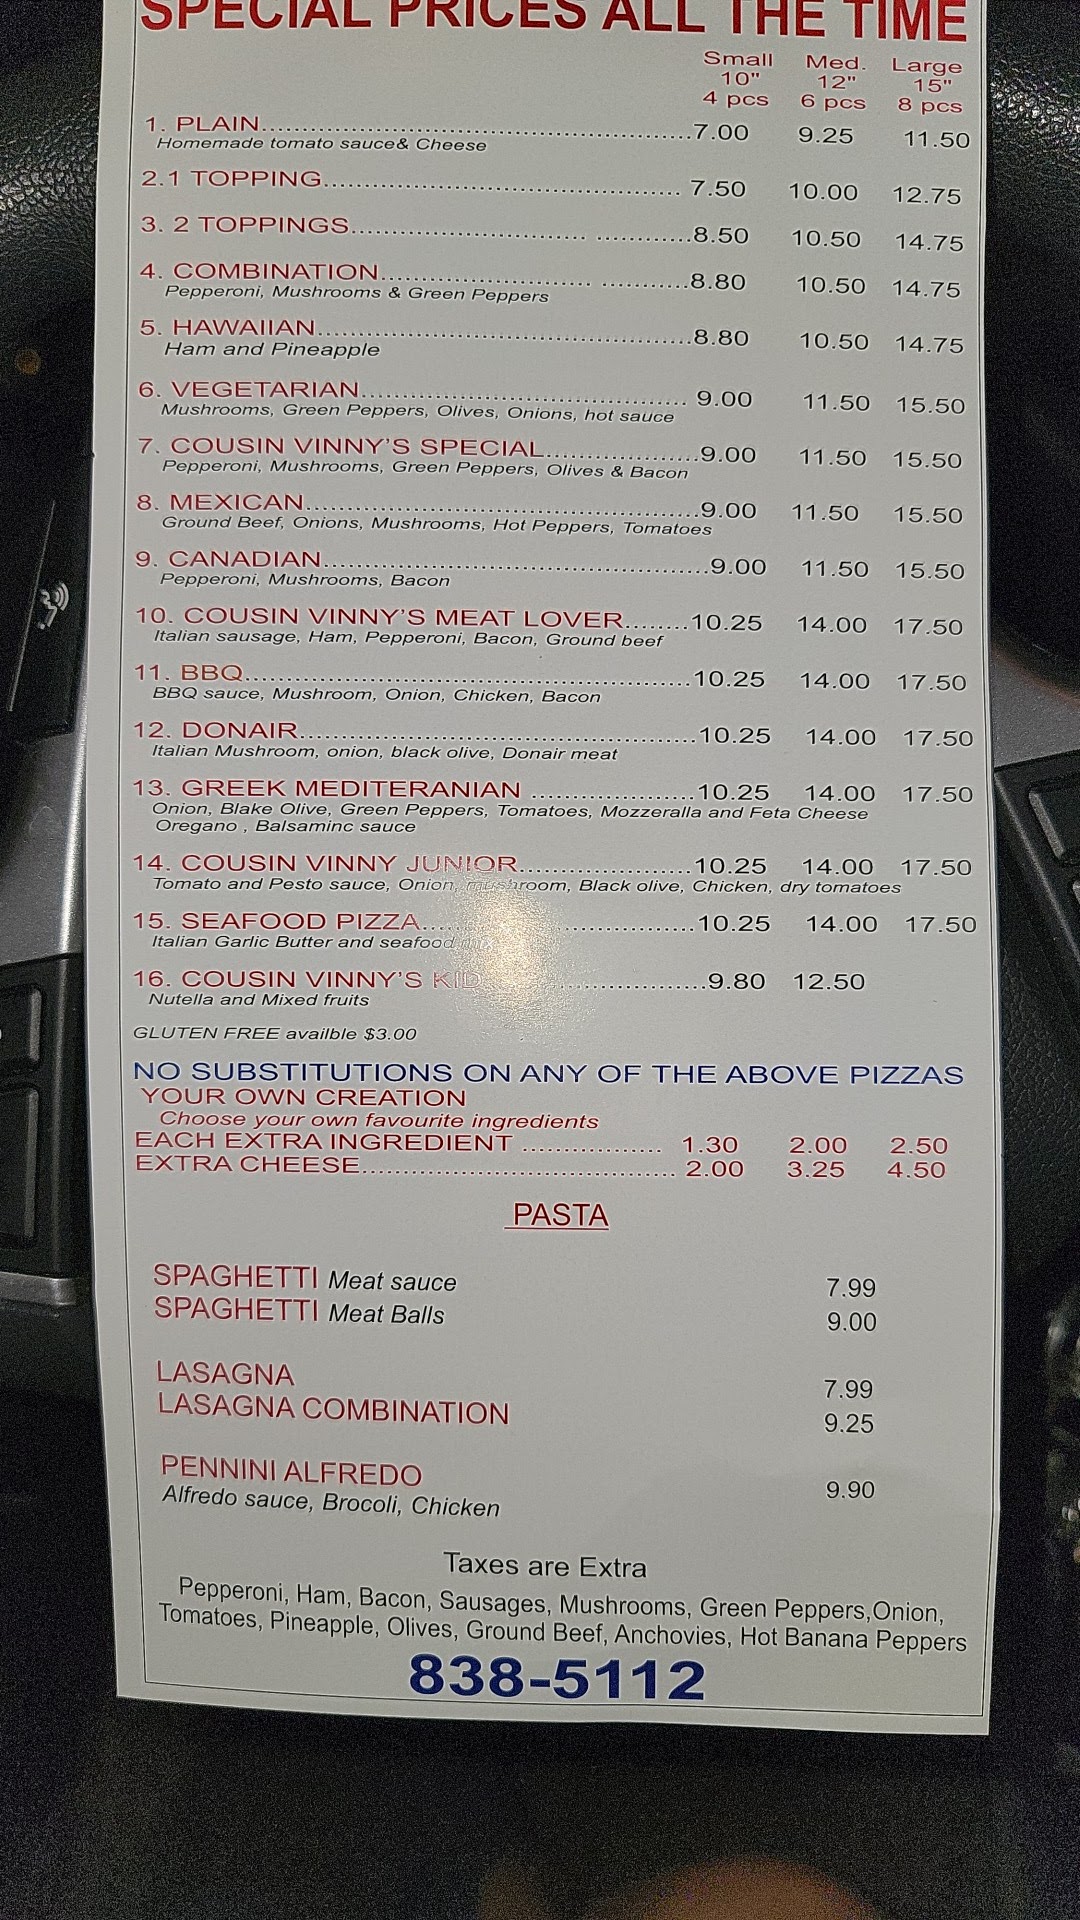 SPECIAL PRICES ALL THE TIME
Small Med. Large
10" 12" 15"
4 pcs 6 pcs 8 pcs
1. PLAIN.......................................................7.00 9.25 11.50
Homemade tomato sauce& Cheese
2.1 TOPPING.............................................. 7.50 10.00 12.75
3. 2 TOPPINGS.............................. ............8.50 10.50 14.75
4. COMBINATION........................... ...........8.80 10.50 14.75
Pepperoni, Mushrooms & Green Peppers
5. HAWAIIAN................................................8.80 10.50 14.75
Ham and Pineapple
6. VEGETARIAN.......................................... 9.00 11.50 15.50
Mushrooms, Green Peppers, Olives, Onions, hot sauce
7. COUSIN VINNY'S SPECIAL....................9.00 11.50 15.50
Pepperoni, Mushrooms, Green Peppers, Olives & Bacon
8. MEXICAN..................................................9.00 11.50 15.50
Ground Beef, Onions, Mushrooms, Hot Peppers, Tomatoes
9. CANADIAN.................................................9.00 11.50 15.50
Pepperoni, Mushrooms, Bacon
10. COUSIN VINNY'S MEAT LOVER........10.25 14.00 17.50
Italian sausage, Ham, Pepperoni, Bacon, Ground beef
11. BBQ.........................................................10.25 14.00 17.50
BBQ sauce, Mushroom, Onion, Chicken, Bacon
12. DONAIR...................................................10.25 14.00 17.50
Italian Mushroom, onion, black olive, Donair meat
13. GREEK MEDITERANIAN .....................10.25 14.00 17.50
Onion, Blake Olive, Green Peppers, Tomatoes, Mozzeralla and Feta Cheese
Oregano , Balsaminc sauce
14. COUSIN VINNY JUNIOR......................10.25 14.00 17.50
Tomato and Pesto sauce, Onion, mushroom, Black olive, Chicken, dry tomatoes
15. SEAFOOD PIZZA...................................10.25 14.00 17.50
Italian Garlic Butter and seafood
16. COUSIN VINNY'S KID...................9.80 12.50
Nutella and Mixed fruits
GLUTEN FREE availble $3.00
NO SUBSTITUTIONS ON ANY OF THE ABOVE PIZZAS
YOUR OWN CREATION
Choose your own favourite ingredients
EACH EXTRA INGREDIENT ................. 1.30 2.00 2.50
EXTRA CHEESE...................................... 2.00 3.25 4.50
PASTA
SPAGHETTI Meat sauce 7.99
SPAGHETTI Meat Balls 9.00
LASAGNA 7.99
LASAGNA COMBINATION 9.25
PENNINI ALFREDO 9.90
Alfredo sauce, Brocoli, Chicken
Taxes are Extra
Pepperoni, Ham, Bacon, Sausages, Mushrooms, Green Peppers,Onion,
Tomatoes, Pineapple, Olives, Ground Beef, Anchovies, Hot Banana Peppers
838-5112